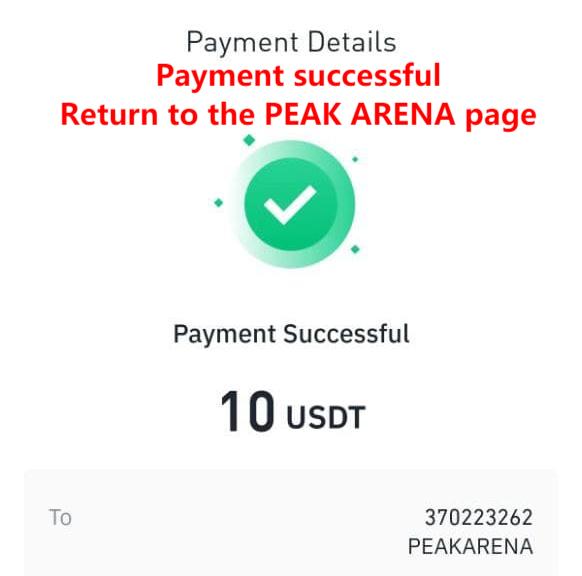 Payment Details
Payment successful
Return to the PEAK ARENA page
Payment Successful
10 USDT
To 370223262
PEAKARENA